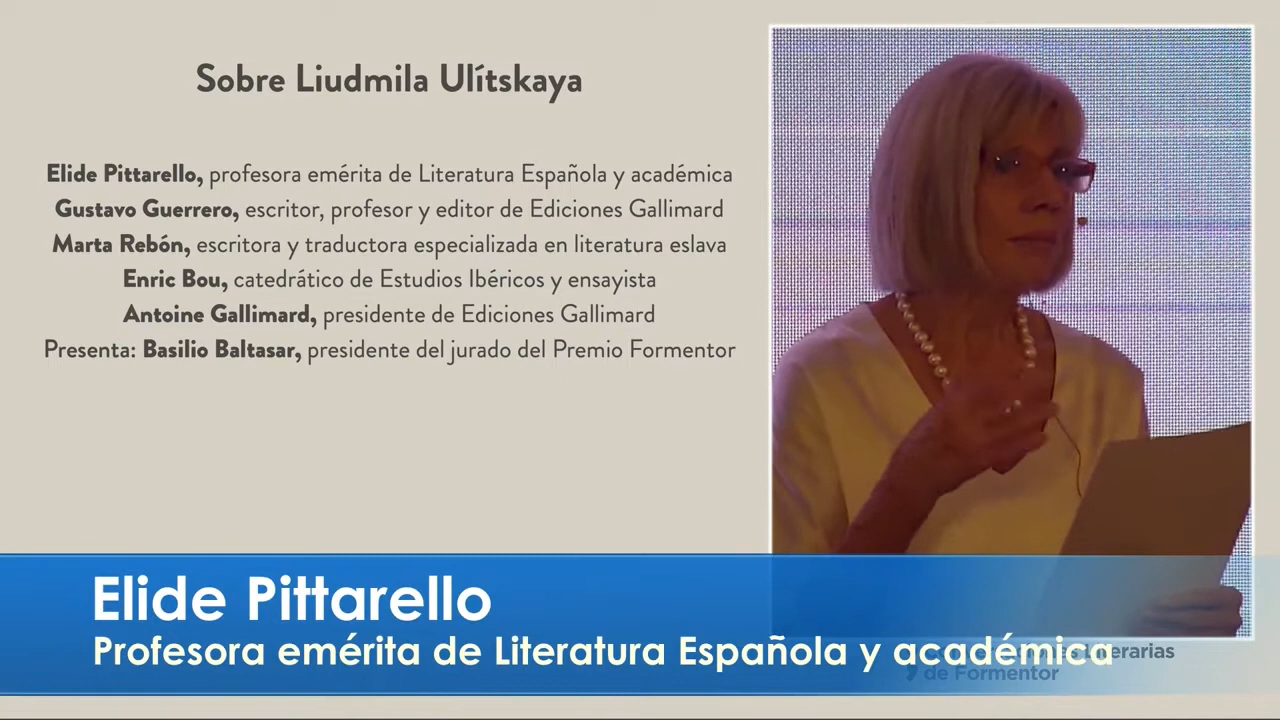 Sobre Liudmila Ulítskaya
Elide Pittarello, profesora emérita de Literatura Española y académica
Gustavo Guerrero, escritor, profesor y editor de Ediciones Gallimard
Marta Rebón, escritora y traductora especializada en literatura eslava
Enric Bou, catedrático de Estudios Ibéricos y ensayista
Antoine Gallimard, presidente de Ediciones Gallimard
Presenta: Basilio Baltasar, presidente del jurado del Premio Formentor
Elide Pittarello
Profesora emérita de Literatura Española y académica
Literarias
de Formentor